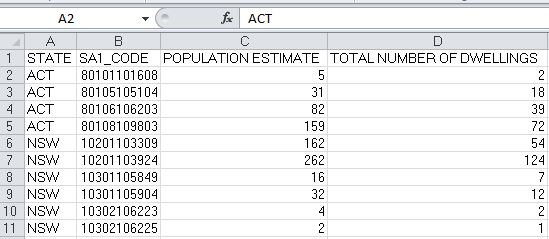 A2 fx ACT
A B C D
1 STATE SA1_CODE POPULATION ESTIMATE TOTAL NUMBER OF DWELLINGS
2 ACT 80101101608 5 2
3 ACT 80105105104 31 18
4 ACT 80106106203 82 39
5 ACT 80108109803 159 72
6 NSW 10201103309 162 54
7 NSW 10201103924 262 124
8 NSW 10301105849 16 7
9 NSW 10301105904 32 12
10 NSW 10302106223 4 2
11 NSW 10302106225 2 1